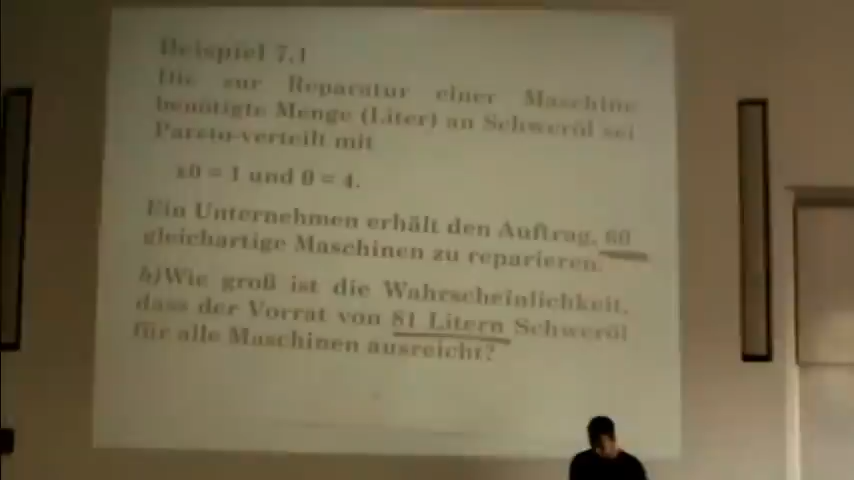 Beispiel 7.1
Die zur Reparatur einer Maschine
benötigte Menge (Liter) an Schweröl sei
Pareto-verteilt mit
x0 = 1 und θ = 4.
Ein Unternehmen erhält den Auftrag, 60
gleichartige Maschinen zu reparieren.
b)Wie groß ist die Wahrscheinlichkeit,
dass der Vorrat von 81 Litern Schweröl
für alle Maschinen ausreicht?